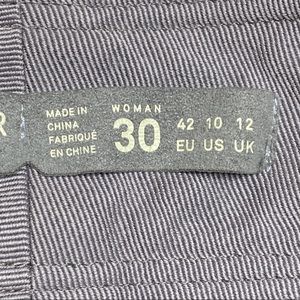 R
MADE IN
CHINA
FABRIQUÉ
EN CHINE
WOMAN
30
42 10 12
EU US UK